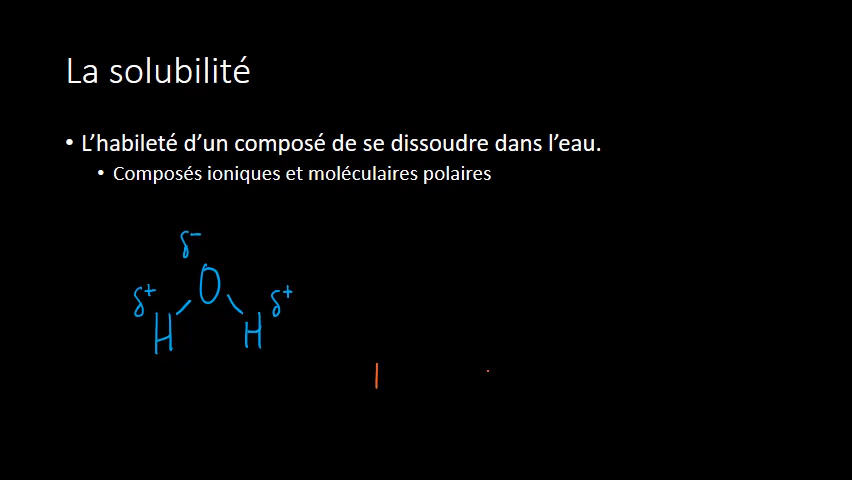 La solubilité
• L’habileté d’un composé de se dissoudre dans l’eau.
• Composés ioniques et moléculaires polaires
δ−
O
δ+ δ+
H H